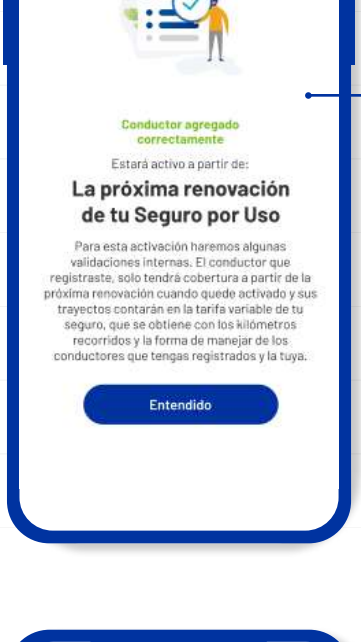 Conductor agregado
correctamente
Estará activo a partir de:
La próxima renovación
de tu Seguro por Uso
Para esta activación haremos algunas
validaciones internas. El conductor que
registraste, solo tendrá cobertura a partir de la
próxima renovación cuando quede activado y sus
trayectos contarán en la tarifa variable de tu
seguro, que se obtiene con los kilómetros
recorridos y la forma de manejar de los
conductores que tengas registrados y la tuya.
Entendido